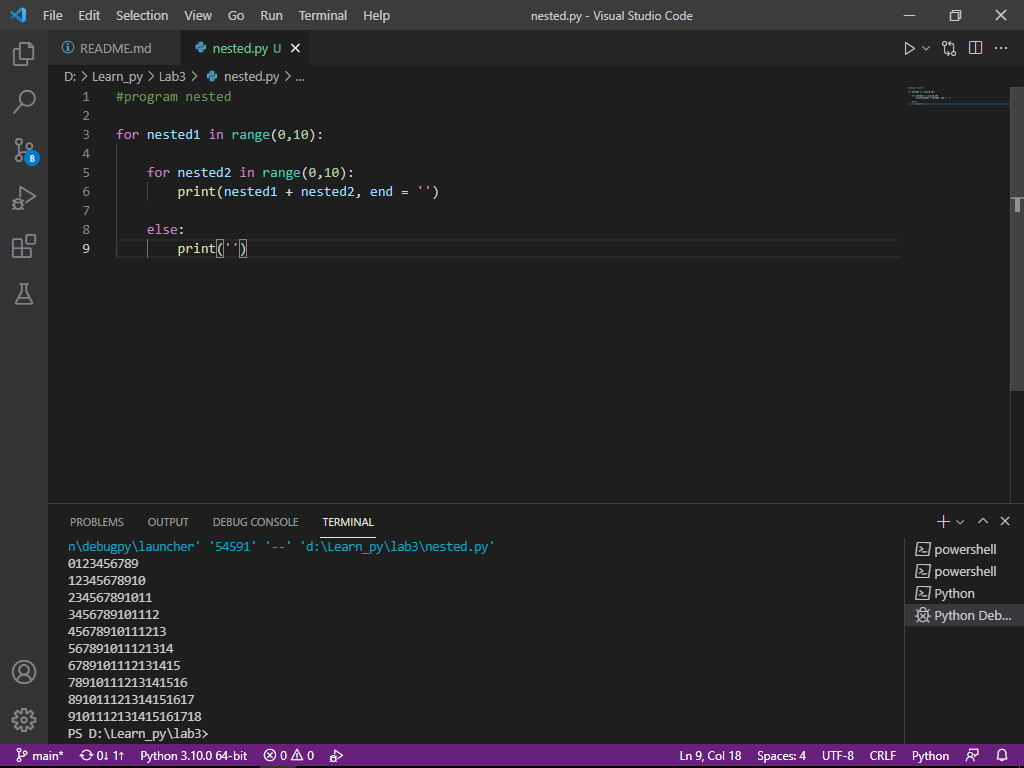 File Edit Selection View Go Run Terminal Help nested.py - Visual Studio Code
README.md nested.py U
D: > Learn_py > Lab3 > nested.py > ...
1 #program nested
2
3 for nested1 in range(0,10):
4
5 for nested2 in range(0,10):
6 print(nested1 + nested2, end = '')
7
8 else:
9 print('')
8
PROBLEMS OUTPUT DEBUG CONSOLE TERMINAL
n\debugpy\launcher' '54591' '--' 'd:\Learn_py\lab3\nested.py'
0123456789
12345678910
234567891011
3456789101112
45678910111213
567891011121314
6789101112131415
78910111213141516
891011121314151617
9101112131415161718
PS D:\Learn_py\lab3>
powershell
powershell
Python
Python Deb...
main* 0↓ 1↑ Python 3.10.0 64-bit 0 0 Ln 9, Col 18 Spaces: 4 UTF-8 CRLF Python